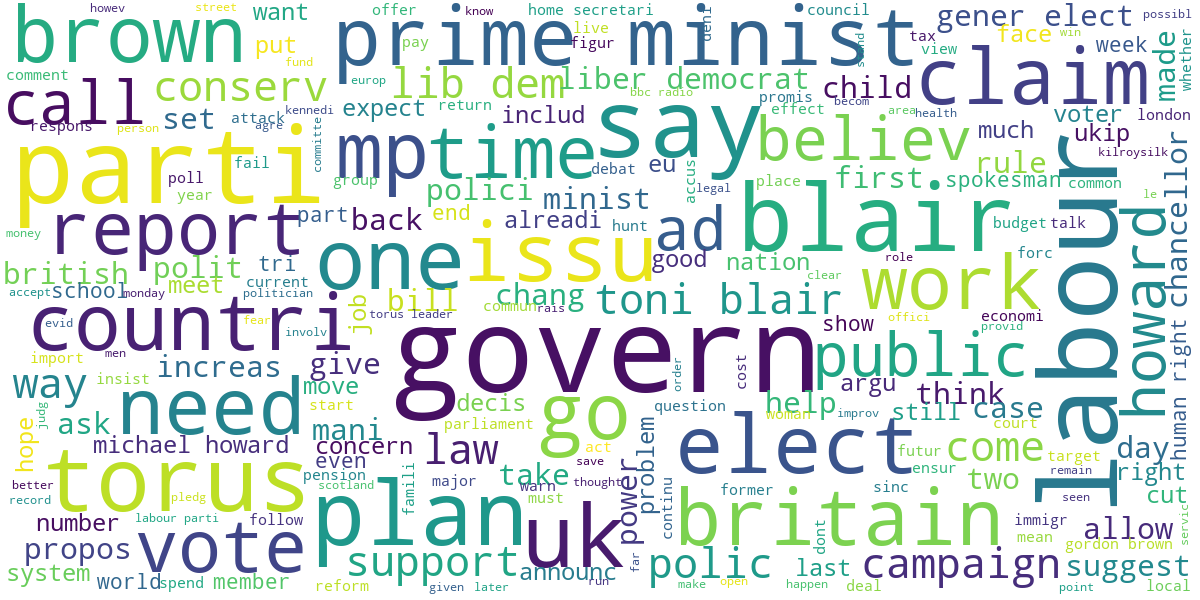 howev
street
brown
want
prime minist
offer
know
home secretari
council
gener elect
possibl
put
pay
figur
live
deni
tax
face
win
week
made
whether
fund
stand
view
comment
conserv
europ
lib dem
liber democrat
bbc radio
child
claim
call
set
attack
kennedi
expect
return
includ
say
promis
effect
becom
area
health
voter
london
respons
person
agre
committe
mp
time
believ
much
ukip
kilroysilk
parti
fail
poll
year
group
polici
debat
eu
accus
legal
place
first
rule
spokesman
common
le
money
report
part
back
end
alreadi
minist
hunt
ad
blair
budget
talk
labour
howard
human right chancellor
british
polit
tri
one
issu
good
nation
role
forc
accept
school
monday
meet
current
politician
job
bill
chang
commun
rais
toni blair
clear
work
offici
economi
provid
evid
fear
involv
torus leader
countri
men
govern
show
public
import
increas
give
cost
order
argu
think
way
insist
need
move
start
decis
go
parliament
question
help
woman
improv
still
case
court
judg
ask
mani
hope
michael howard
concern
law
act
problem
elect
come
futur
ensur
target
day
right
better
torus
even
pension
scotland
famili
major
take
warn
save
thought
must
power
continu
former
sinc
two
remain
seen
cut
record
pledg
labour parti
plan
uk
britain
dont
immigr
mean
allow
servic
number
follow
vote
propos
support
announc
far
polic
last
campaign
gordon brown
suggest
system
world
spend
member
reform
given
later
run
make
open
happen
deal
point
local